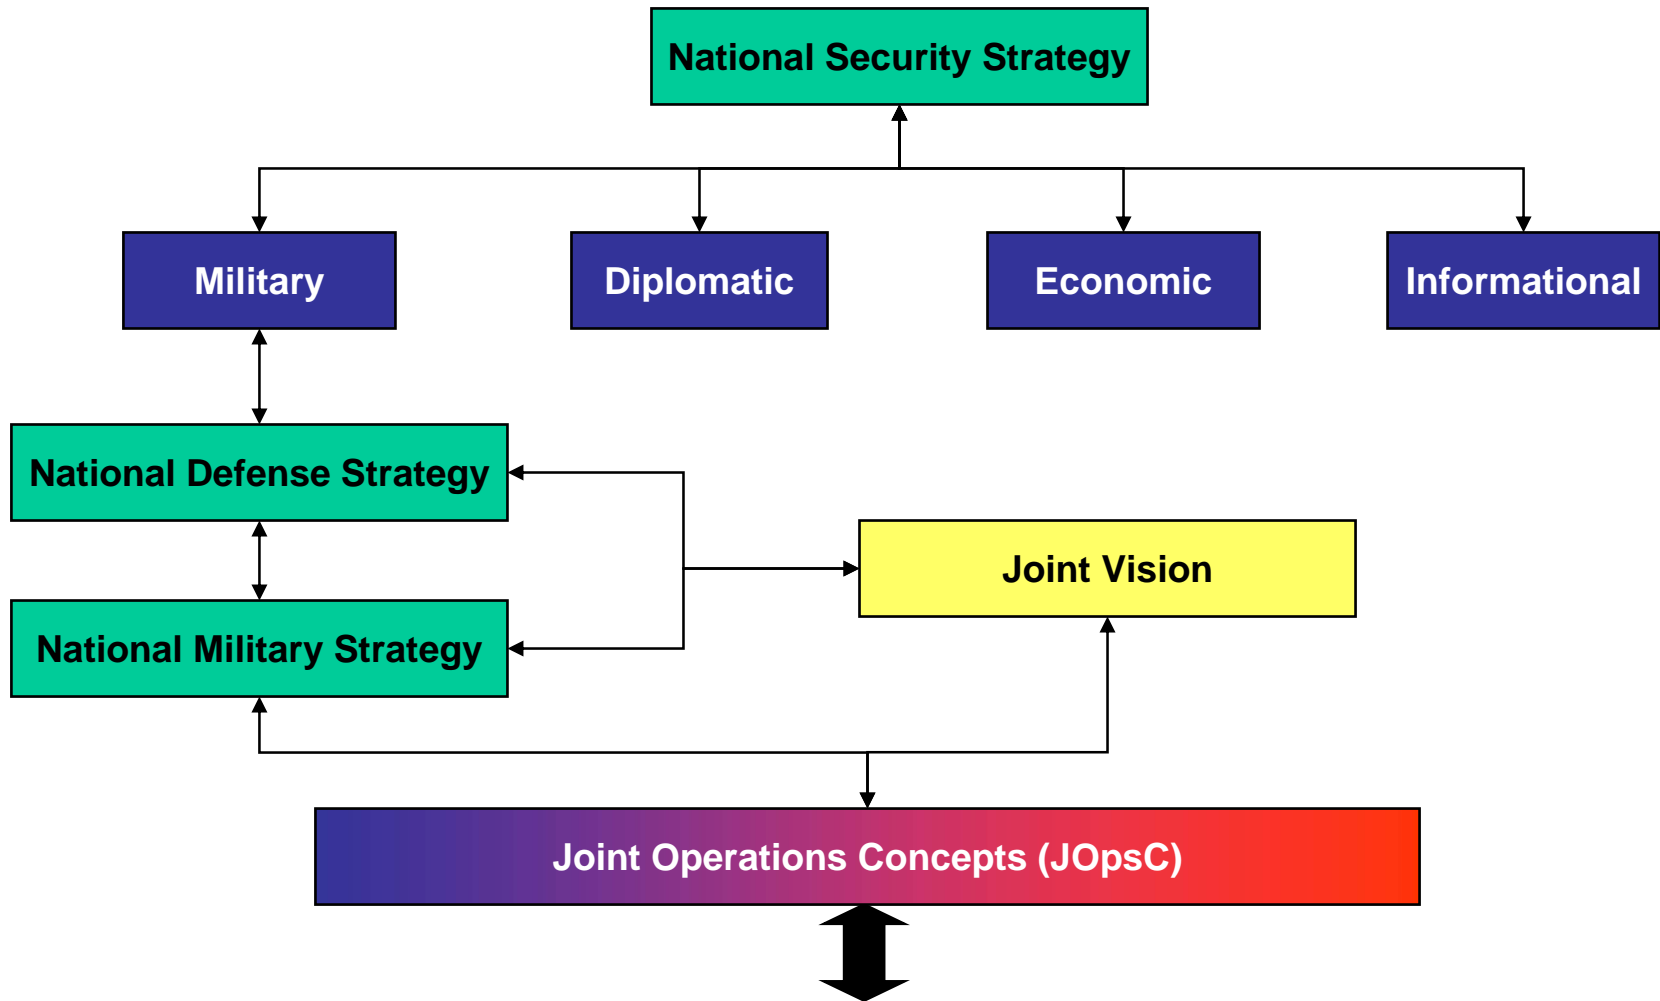 National Security Strategy
Military
Diplomatic
Economic
Informational
National Defense Strategy
Joint Vision
National Military Strategy
Joint Operations Concepts (JOpsC)